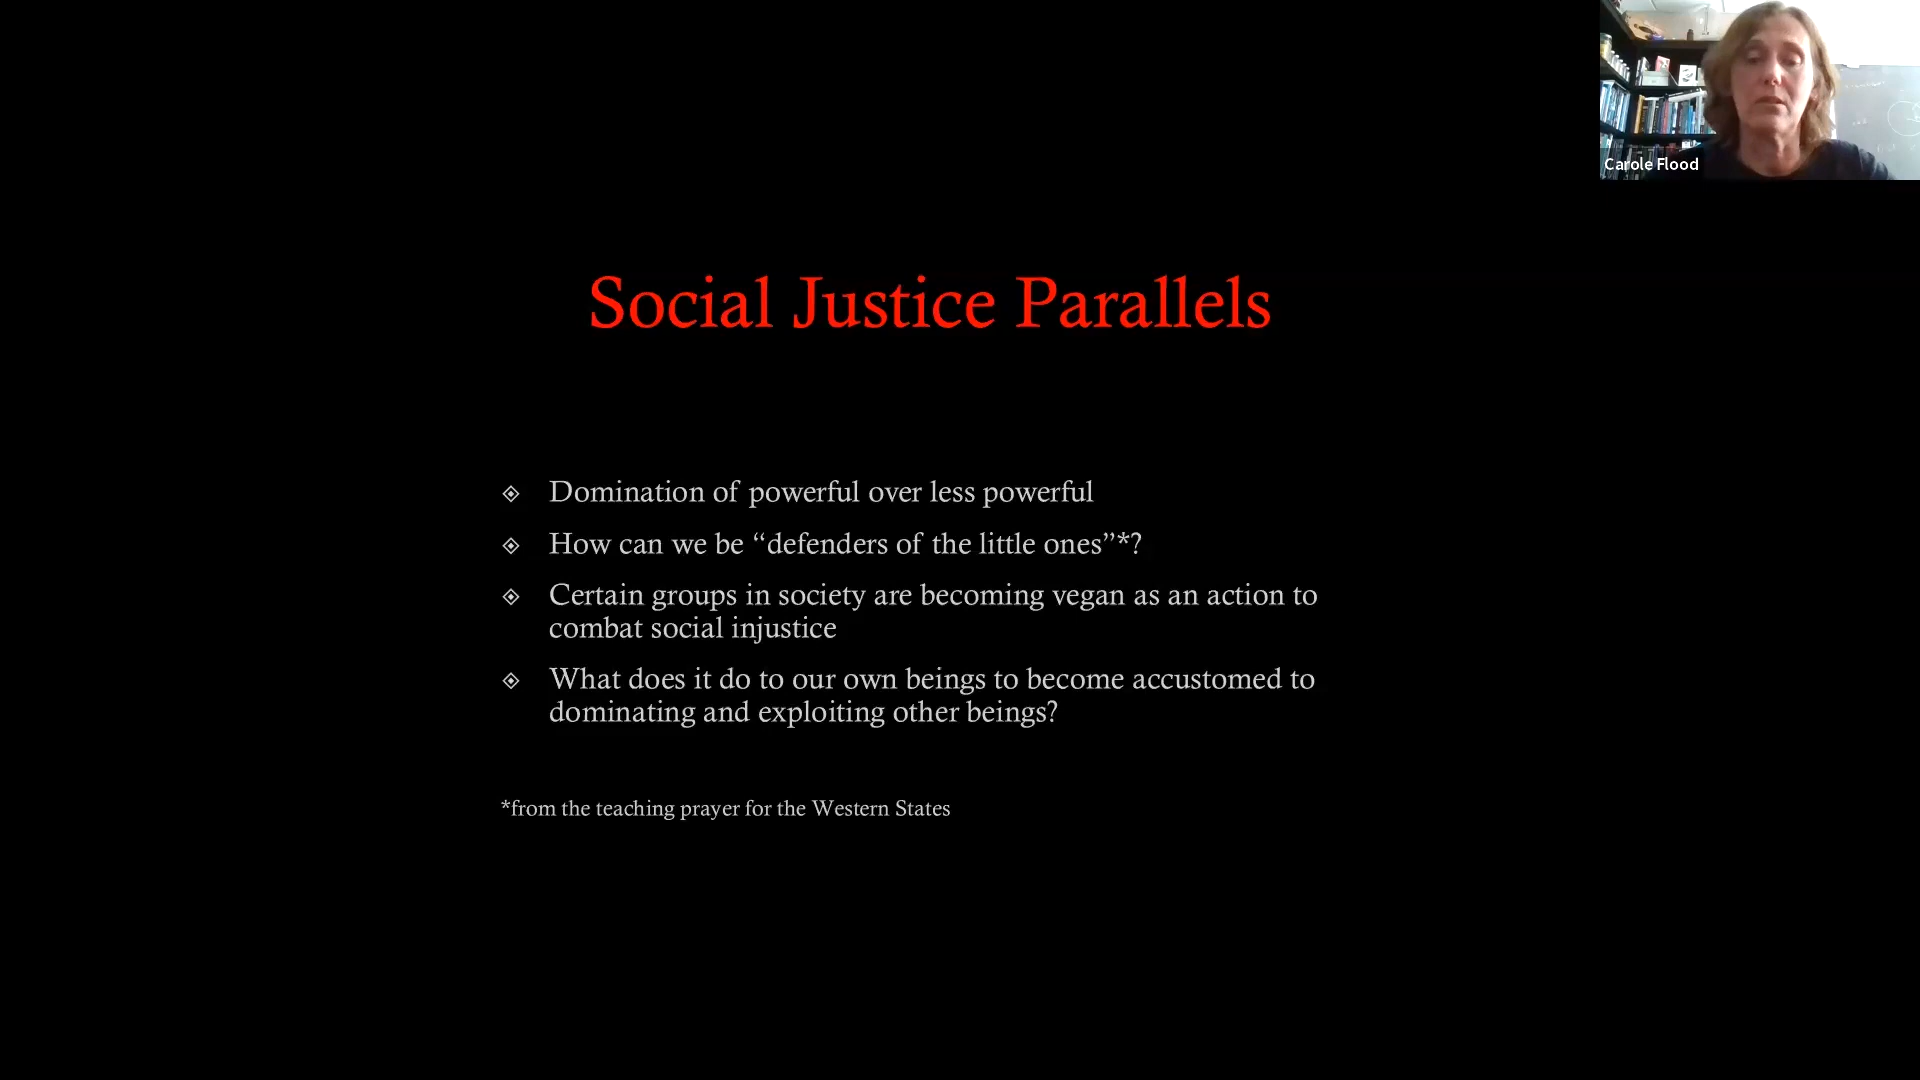 Carole Flood
Social Justice Parallels
Domination of powerful over less powerful
How can we be “defenders of the little ones”*?
Certain groups in society are becoming vegan as an action to
combat social injustice
What does it do to our own beings to become accustomed to
dominating and exploiting other beings?
*from the teaching prayer for the Western States